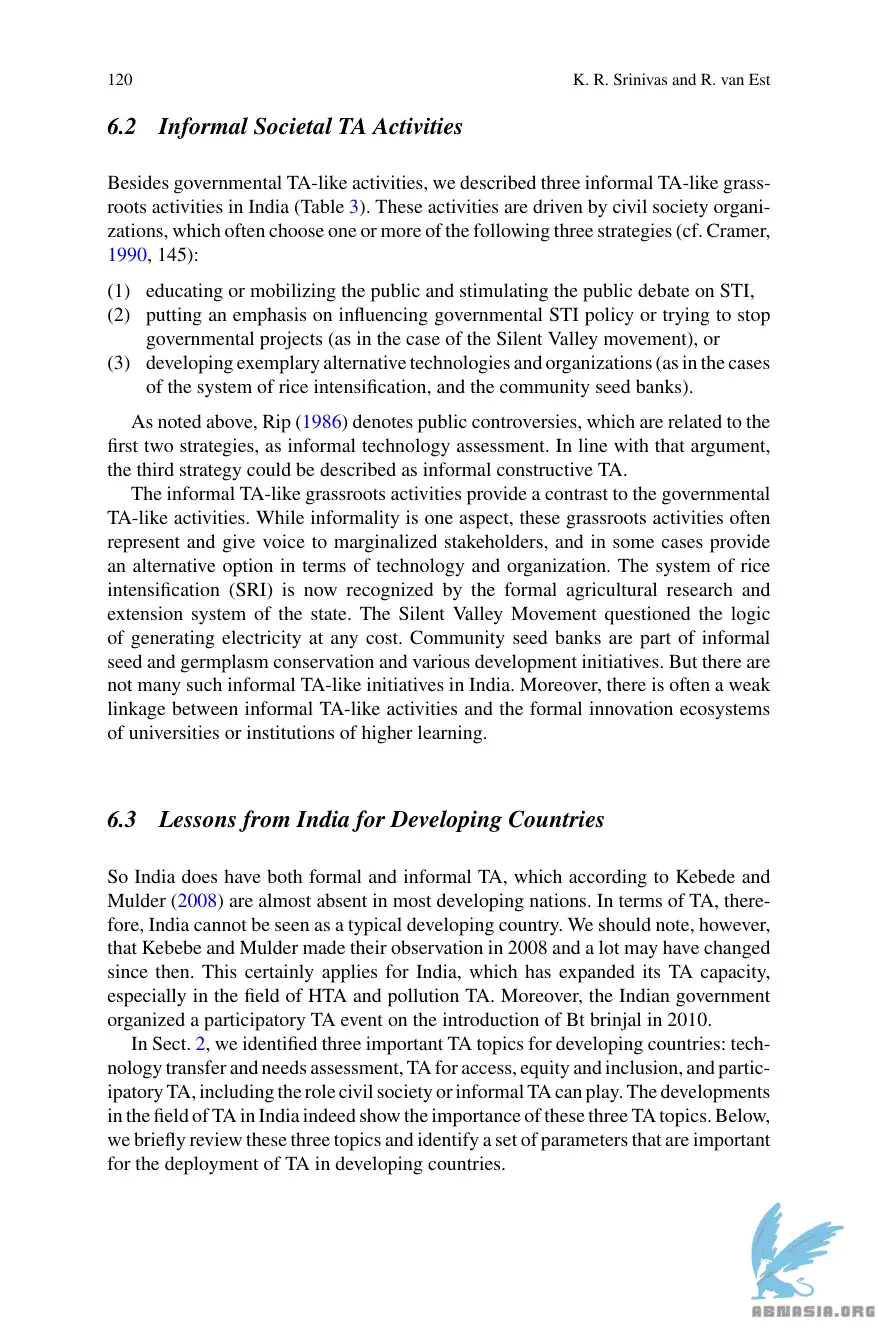 120
K. R. Srinivas and R. van Est
6.2 Informal Societal TA Activities
Besides governmental TA-like activities, we described three informal TA-like grass-
roots activities in India (Table 3). These activities are driven by civil society organi-
zations, which often choose one or more of the following three strategies (cf. Cramer,
1990, 145):
(1) educating or mobilizing the public and stimulating the public debate on STI,
(2) putting an emphasis on influencing governmental STI policy or trying to stop
governmental projects (as in the case of the Silent Valley movement), or
(3) developing exemplary alternative technologies and organizations (as in the cases
of the system of rice intensification, and the community seed banks).
As noted above, Rip (1986) denotes public controversies, which are related to the
first two strategies, as informal technology assessment. In line with that argument,
the third strategy could be described as informal constructive TA.
The informal TA-like grassroots activities provide a contrast to the governmental
TA-like activities. While informality is one aspect, these grassroots activities often
represent and give voice to marginalized stakeholders, and in some cases provide
an alternative option in terms of technology and organization. The system of rice
intensification (SRI) is now recognized by the formal agricultural research and
extension system of the state. The Silent Valley Movement questioned the logic
of generating electricity at any cost. Community seed banks are part of informal
seed and germplasm conservation and various development initiatives. But there are
not many such informal TA-like initiatives in India. Moreover, there is often a weak
linkage between informal TA-like activities and the formal innovation ecosystems
of universities or institutions of higher learning.
6.3 Lessons from India for Developing Countries
So India does have both formal and informal TA, which according to Kebede and
Mulder (2008) are almost absent in most developing nations. In terms of TA, there-
fore, India cannot be seen as a typical developing country. We should note, however,
that Kebebe and Mulder made their observation in 2008 and a lot may have changed
since then. This certainly applies for India, which has expanded its TA capacity,
especially in the field of HTA and pollution TA. Moreover, the Indian government
organized a participatory TA event on the introduction of Bt brinjal in 2010.
In Sect. 2, we identified three important TA topics for developing countries: tech-
nology transfer and needs assessment, TA for access, equity and inclusion, and partic-
ipatory TA, including the role civil society or informal TA can play. The developments
in the field of TA in India indeed show the importance of these three TA topics. Below,
we briefly review these three topics and identify a set of parameters that are important
for the deployment of TA in developing countries.
ABNASIA.ORG